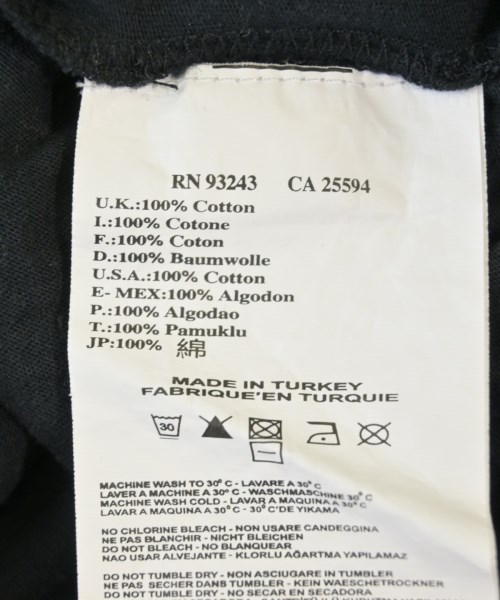 RN 93243 CA 25594
U.K.:100% Cotton
I.:100% Cotone
F.:100% Coton
D.:100% Baumwolle
U.S.A.:100% Cotton
E- MEX:100% Algodon
P.:100% Algodao
T.:100% Pamuklu
JP:100% 綿
MADE IN TURKEY
FABRIQUE'EN TURQUIE
30
MACHINE WASH TO 30° C - LAVARE A 30° C
LAVER A MACHINE A 30° C - WASCHMASCHINE 30° C
MACHINE WASH COLD - LAVAR A MAQUINA A 30° C
LAVAR A MAQUINA A 30° C - 30° C'DE YIKAMA
NO CHLORINE BLEACH - NON USARE CANDEGGINA
NE PAS BLANCHIR - NICHT BLEICHEN
DO NOT BLEACH - NO BLANQUEAR
NAO USAR ALVEJANTE - KLORLU AĞARTMA YAPILAMAZ
DO NOT TUMBLE DRY - NON ASCIUGARE IN TUMBLER
NE PAS SECHER DANS TUMBLER - KEIN WAESCHETROCKNER
DO NOT TUMBLE DRY - NO SECAR EN SECADORA